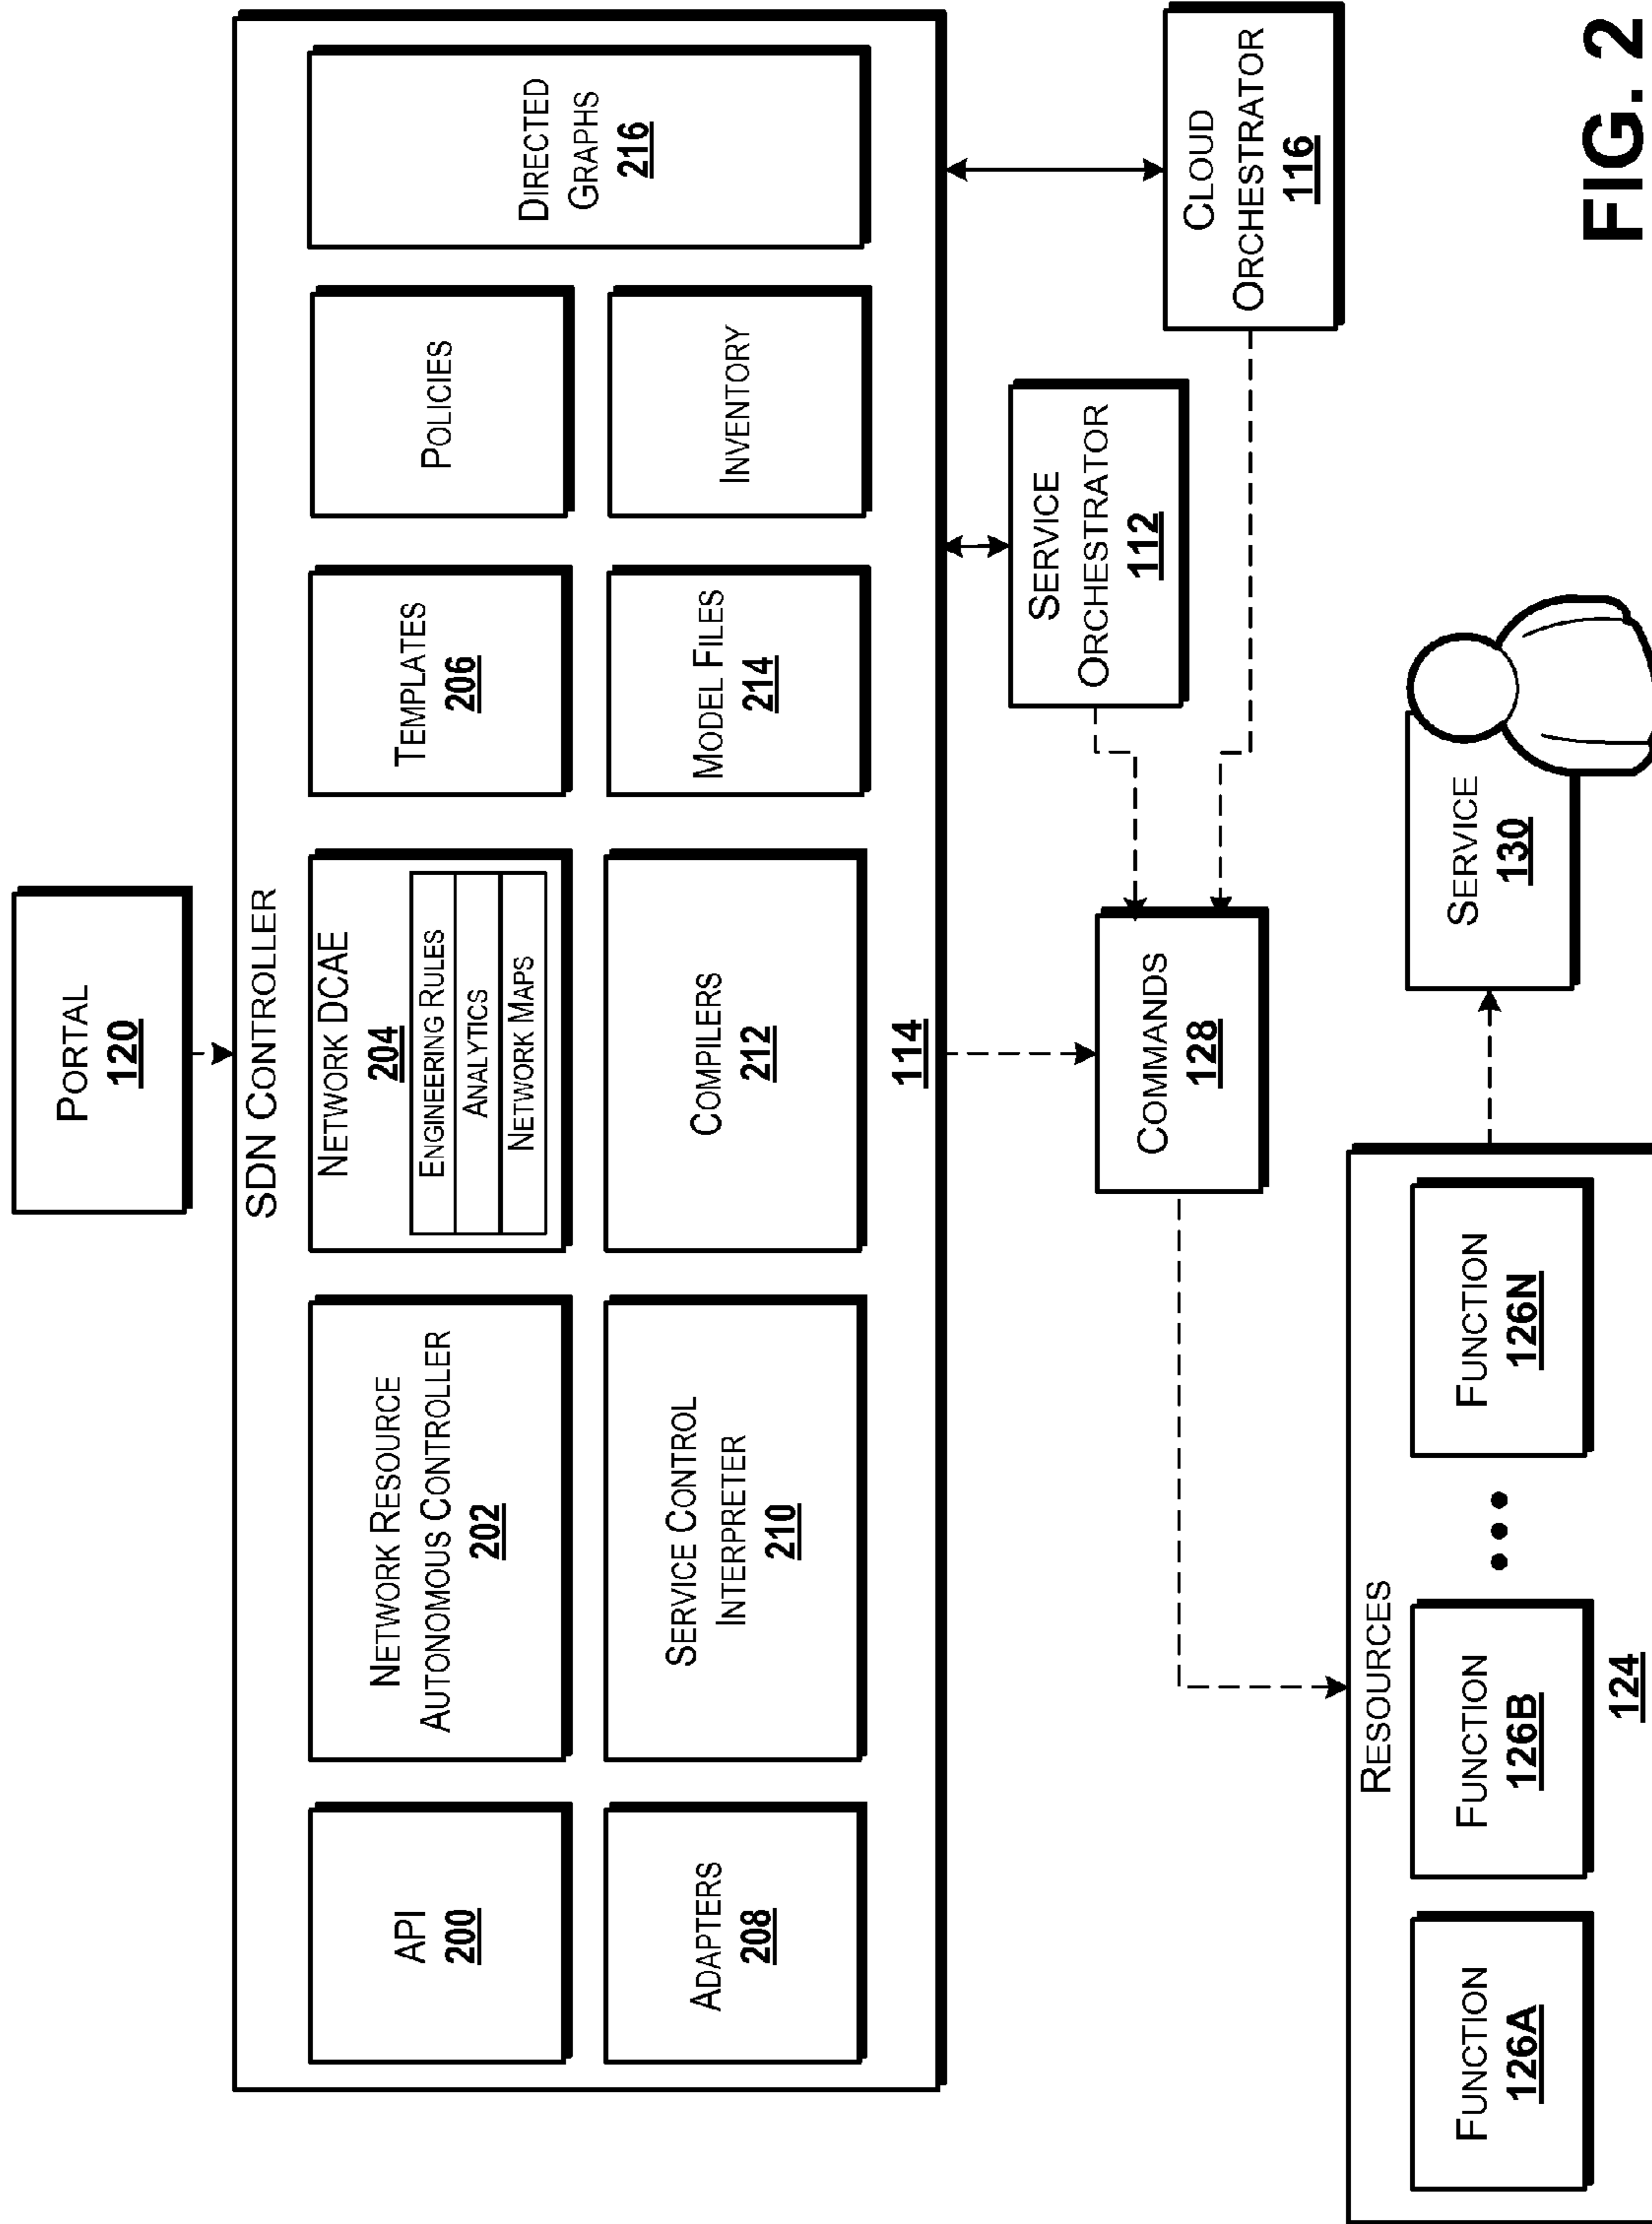 PORTAL
120
SDN CONTROLLER
API
200
NETWORK RESOURCE
AUTONOMOUS CONTROLLER
202
NETWORK DCAE
204
ENGINEERING RULES
ANALYTICS
NETWORK MAPS
TEMPLATES
206
POLICIES
DIRECTED
GRAPHS
216
ADAPTERS
208
SERVICE CONTROL
INTERPRETER
210
COMPILERS
212
MODEL FILES
214
INVENTORY
114
SERVICE
ORCHESTRATOR
112
CLOUD
ORCHESTRATOR
116
COMMANDS
128
RESOURCES
FUNCTION
126A
FUNCTION
126B
•••
FUNCTION
126N
124
SERVICE
130
FIG. 2